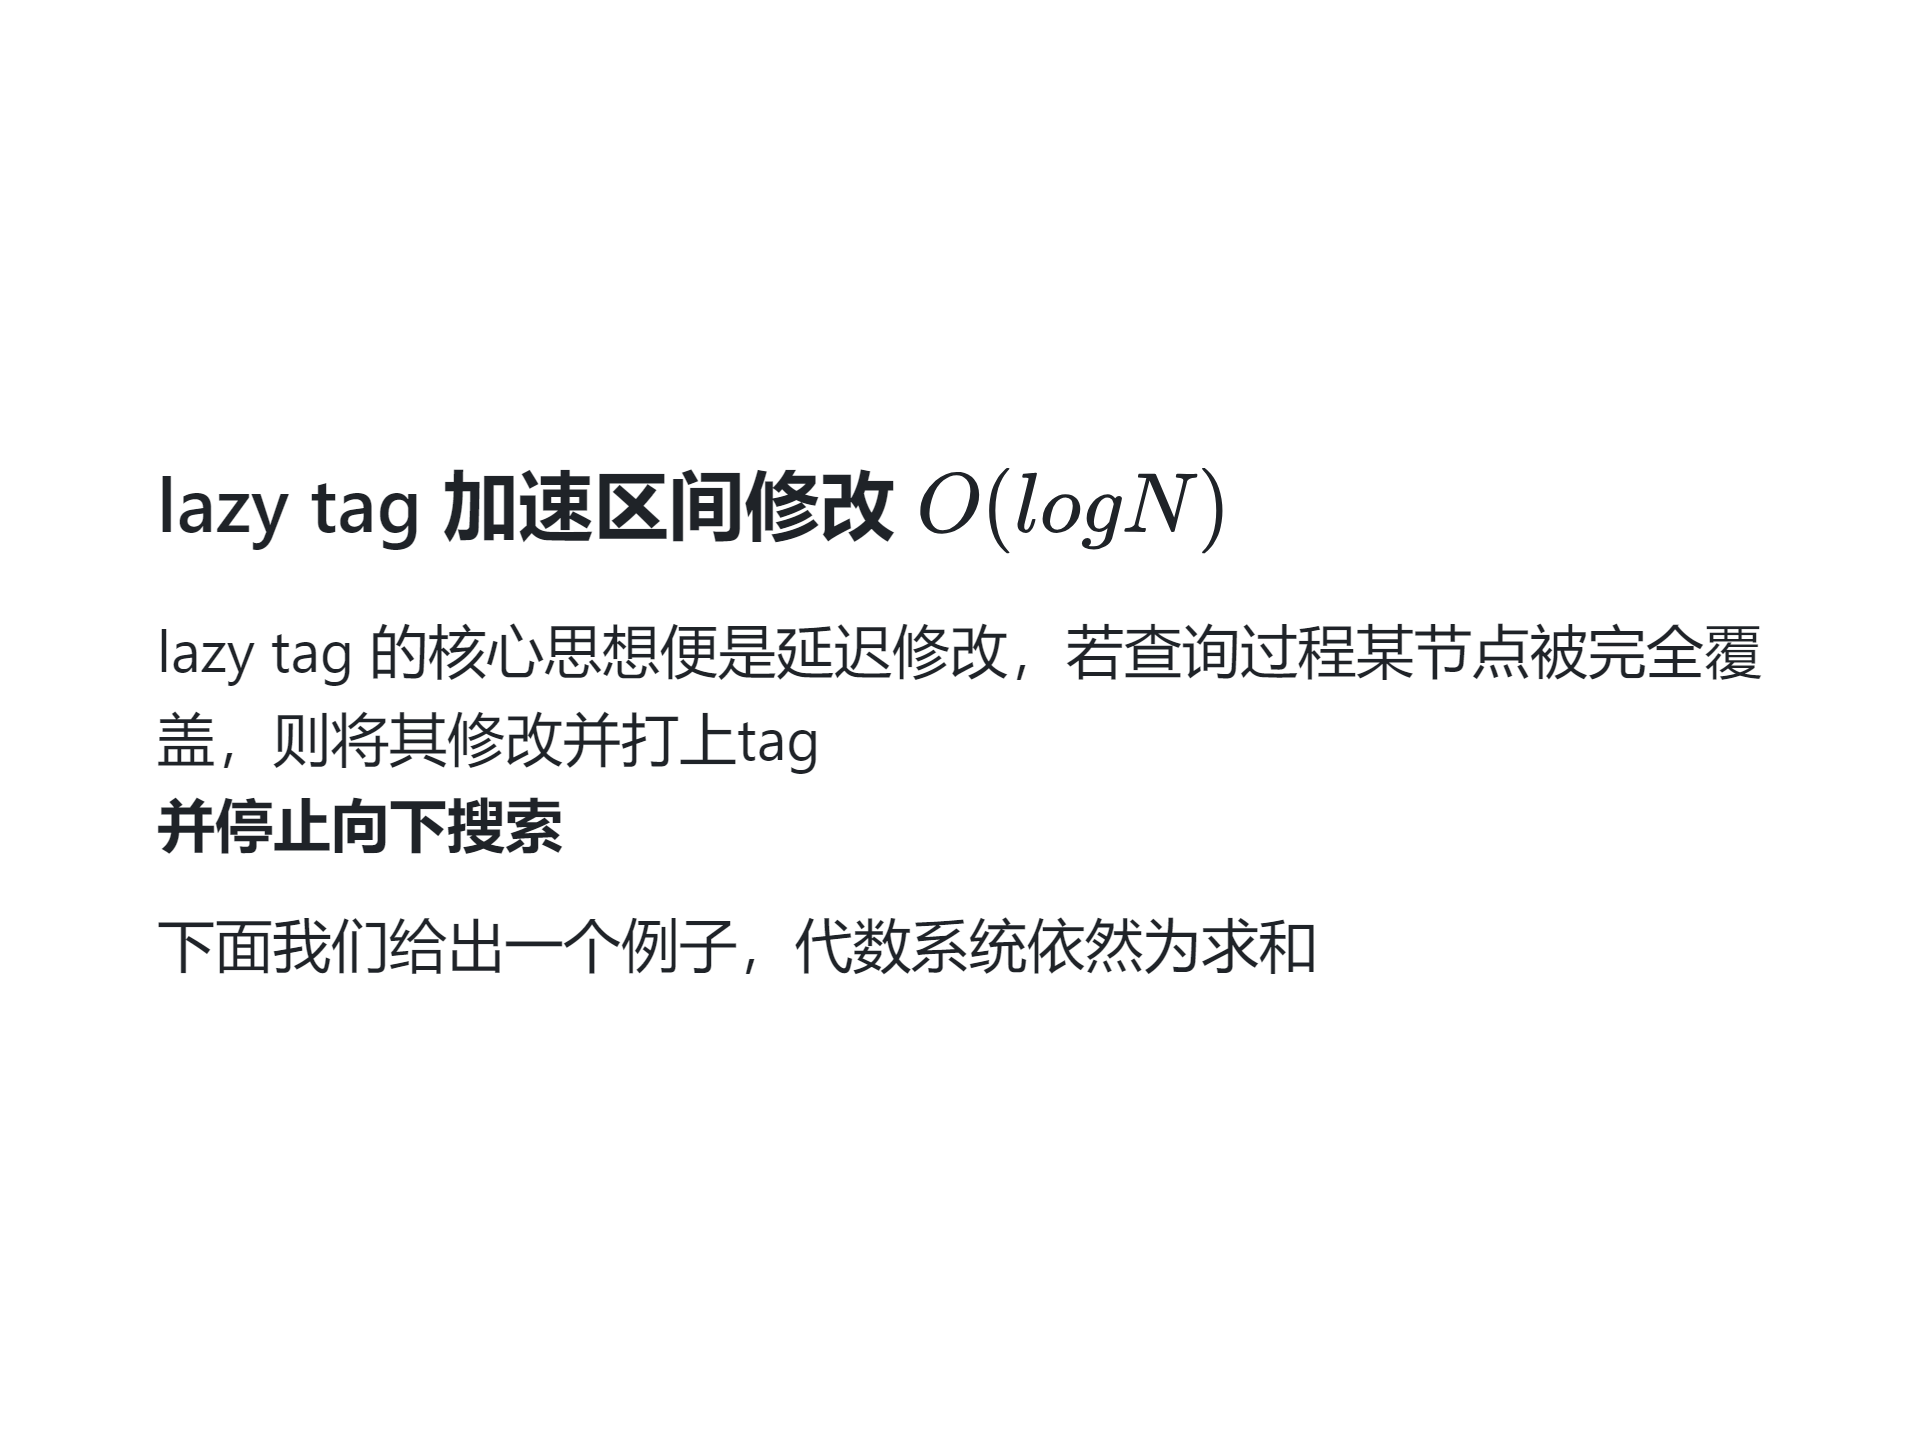 lazy tag 加速区间修改 O(logN)
lazy tag 的核心思想便是延迟修改，若查询过程某节点被完全覆
盖，则将其修改并打上tag
并停止向下搜索
下面我们给出一个例子，代数系统依然为求和